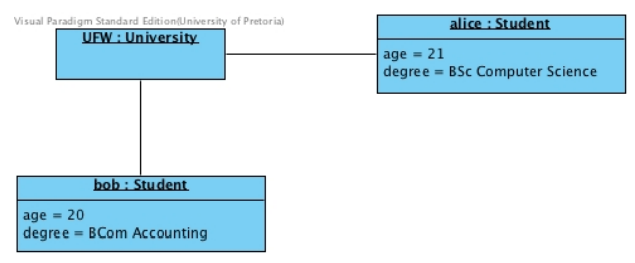 Visual Paradigm Standard Edition(University of Pretoria)
UFW : University
alice : Student
age = 21
degree = BSc Computer Science
bob : Student
age = 20
degree = BCom Accounting